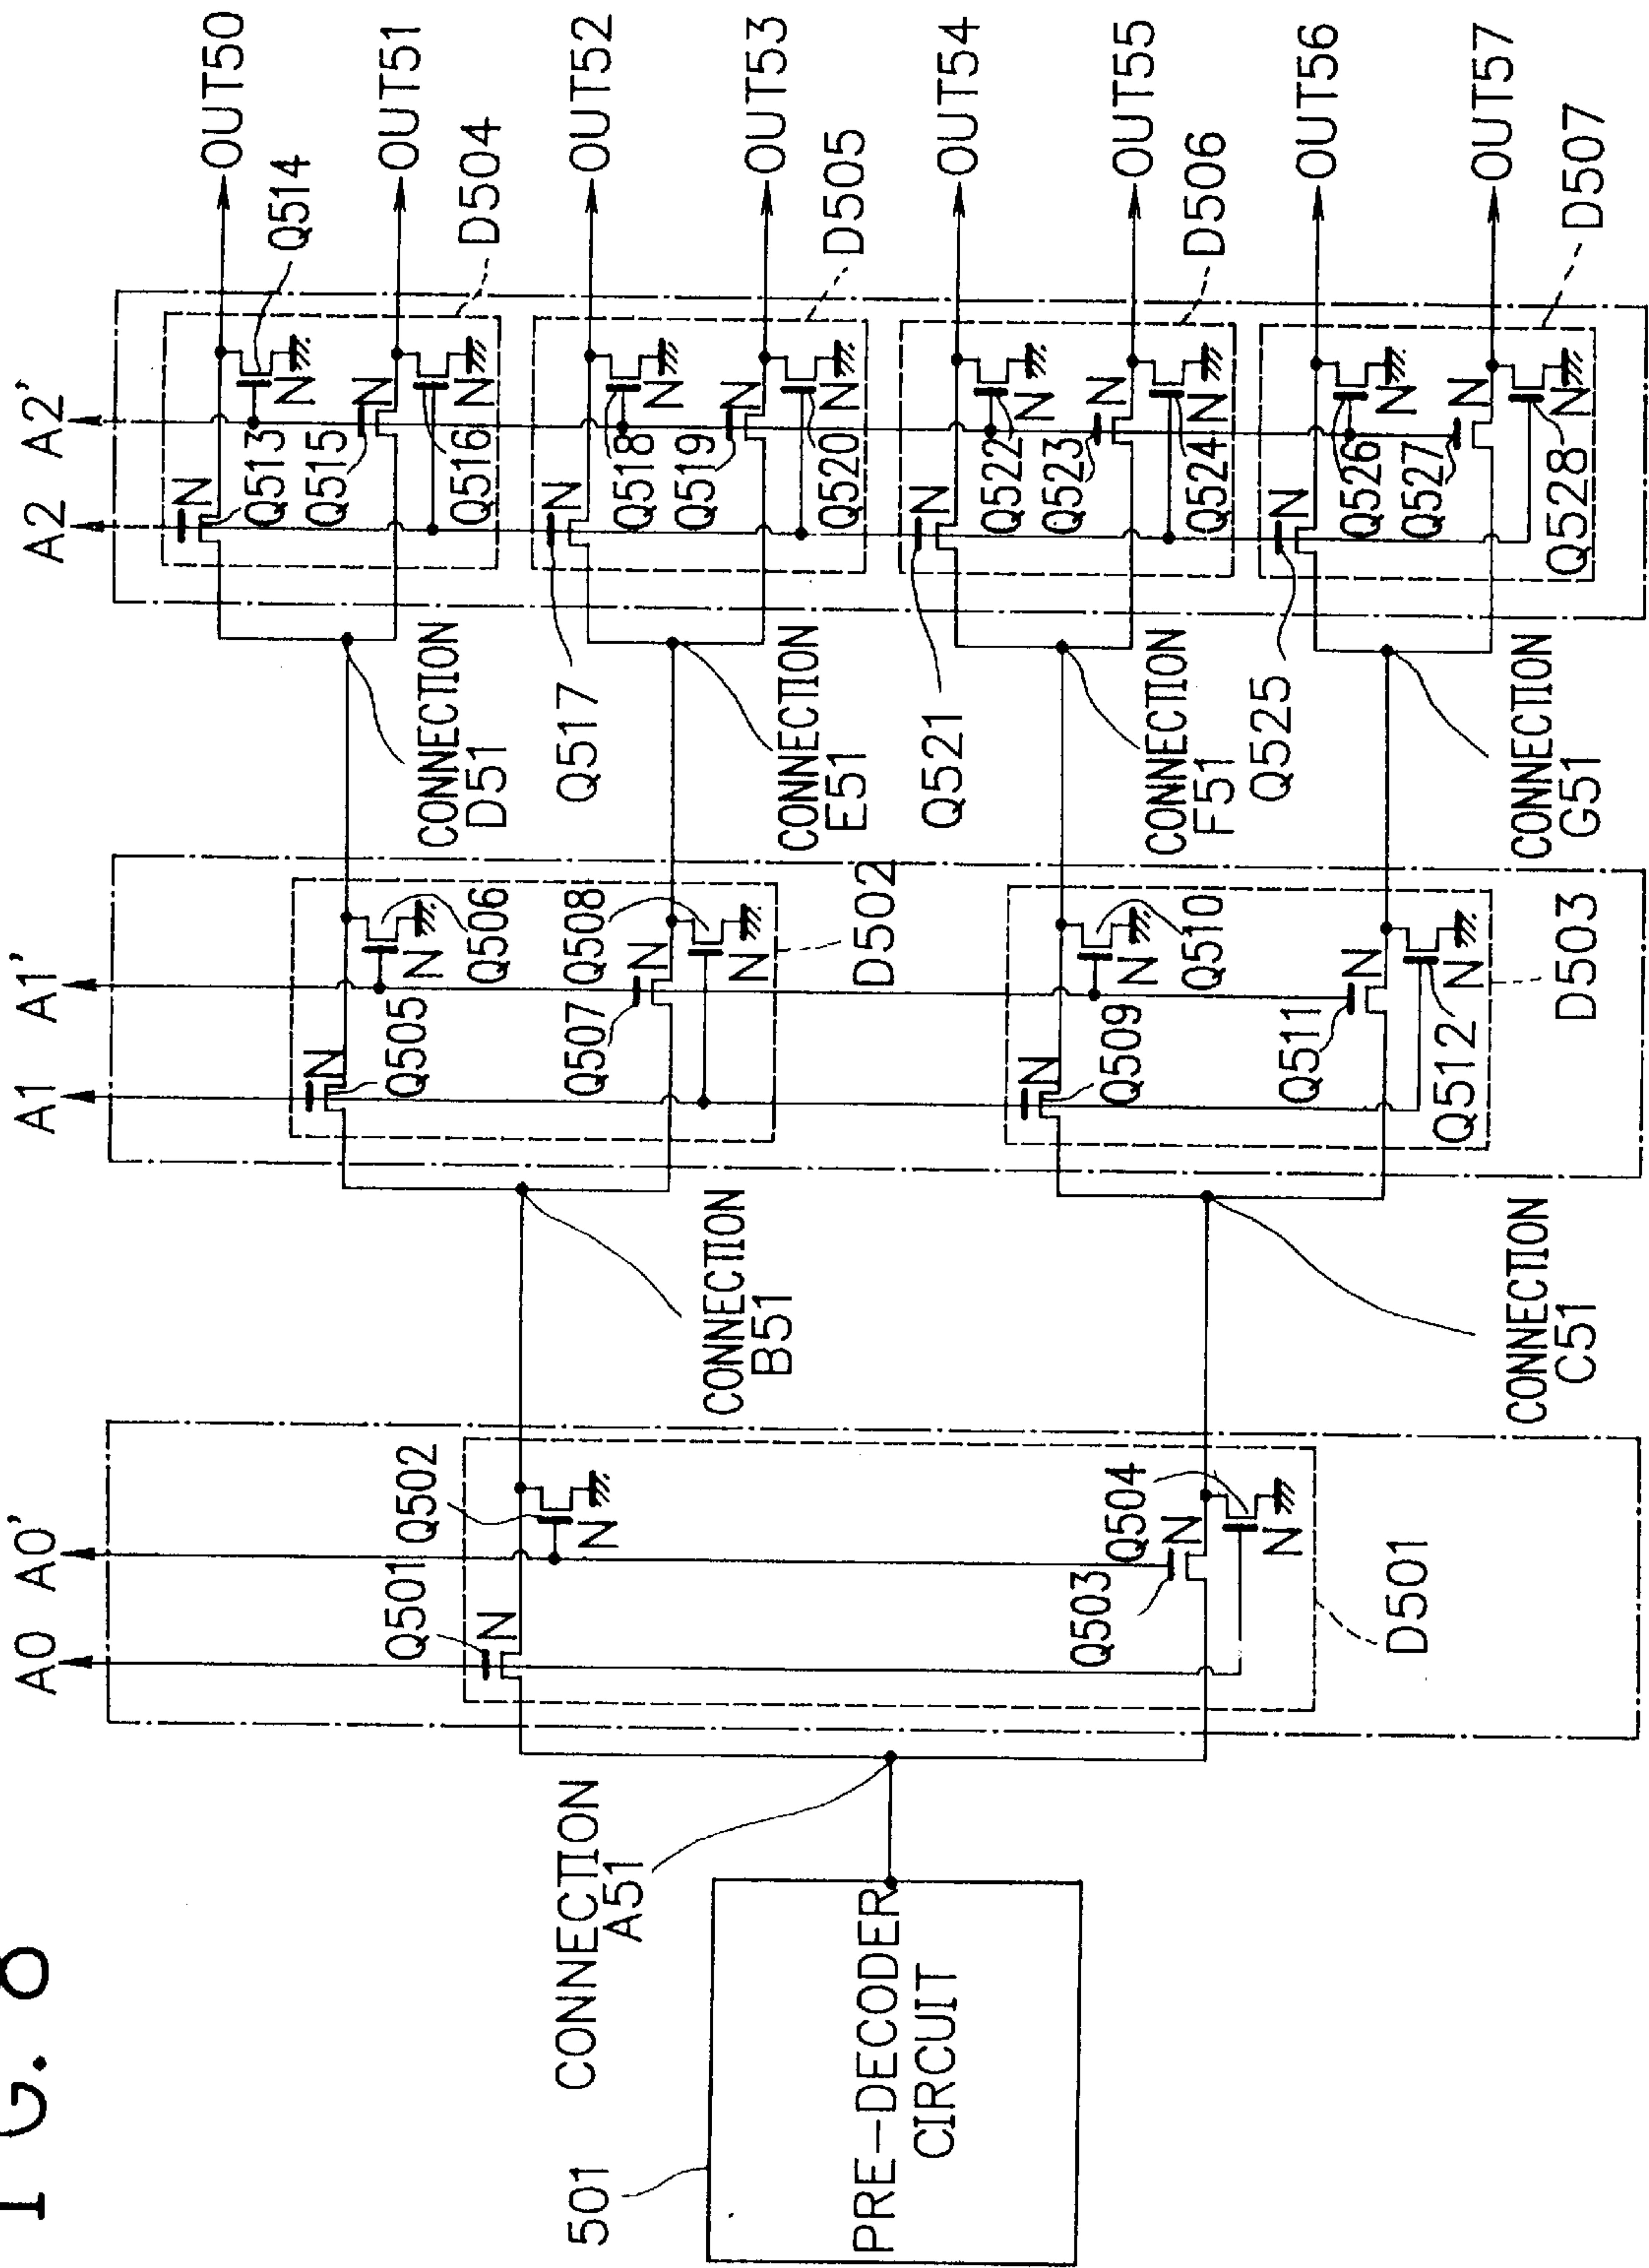 FIG. 8
A0
A0'
A1
A1'
A2
A2'
501
PRE-DECODER
CIRCUIT
CONNECTION
A51
Q501
N
Q502
N
Q503
N
Q504
N
D501
CONNECTION
B51
CONNECTION
C51
N
Q505
N
Q506
Q507
N
Q508
N
D502
N
Q509
N
Q510
Q511
N
Q512
N
D503
CONNECTION
D51
CONNECTION
E51
CONNECTION
F51
CONNECTION
G51
N
Q513
N
Q514
Q515
N
Q516
N
D504
Q517
N
Q518
N
Q519
N
Q520
N
D505
Q521
N
Q522
N
Q523
N
Q524
N
D506
Q525
N
Q526
N
Q527
N
Q528
N
D507
OUT50
OUT51
OUT52
OUT53
OUT54
OUT55
OUT56
OUT57